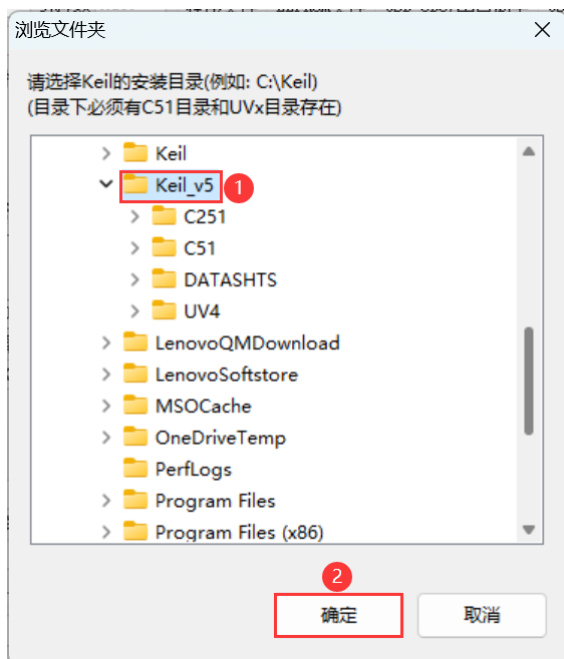 浏览文件夹
请选择Keil的安装目录(例如: C:\Keil)
(目录下必须有C51目录和UVx目录存在)
Keil
Keil_v5 1
C251
C51
DATASHTS
UV4
LenovoQMDownload
LenovoSoftstore
MSOCache
OneDriveTemp
PerfLogs
Program Files
Program Files (x86)
2
确定 取消